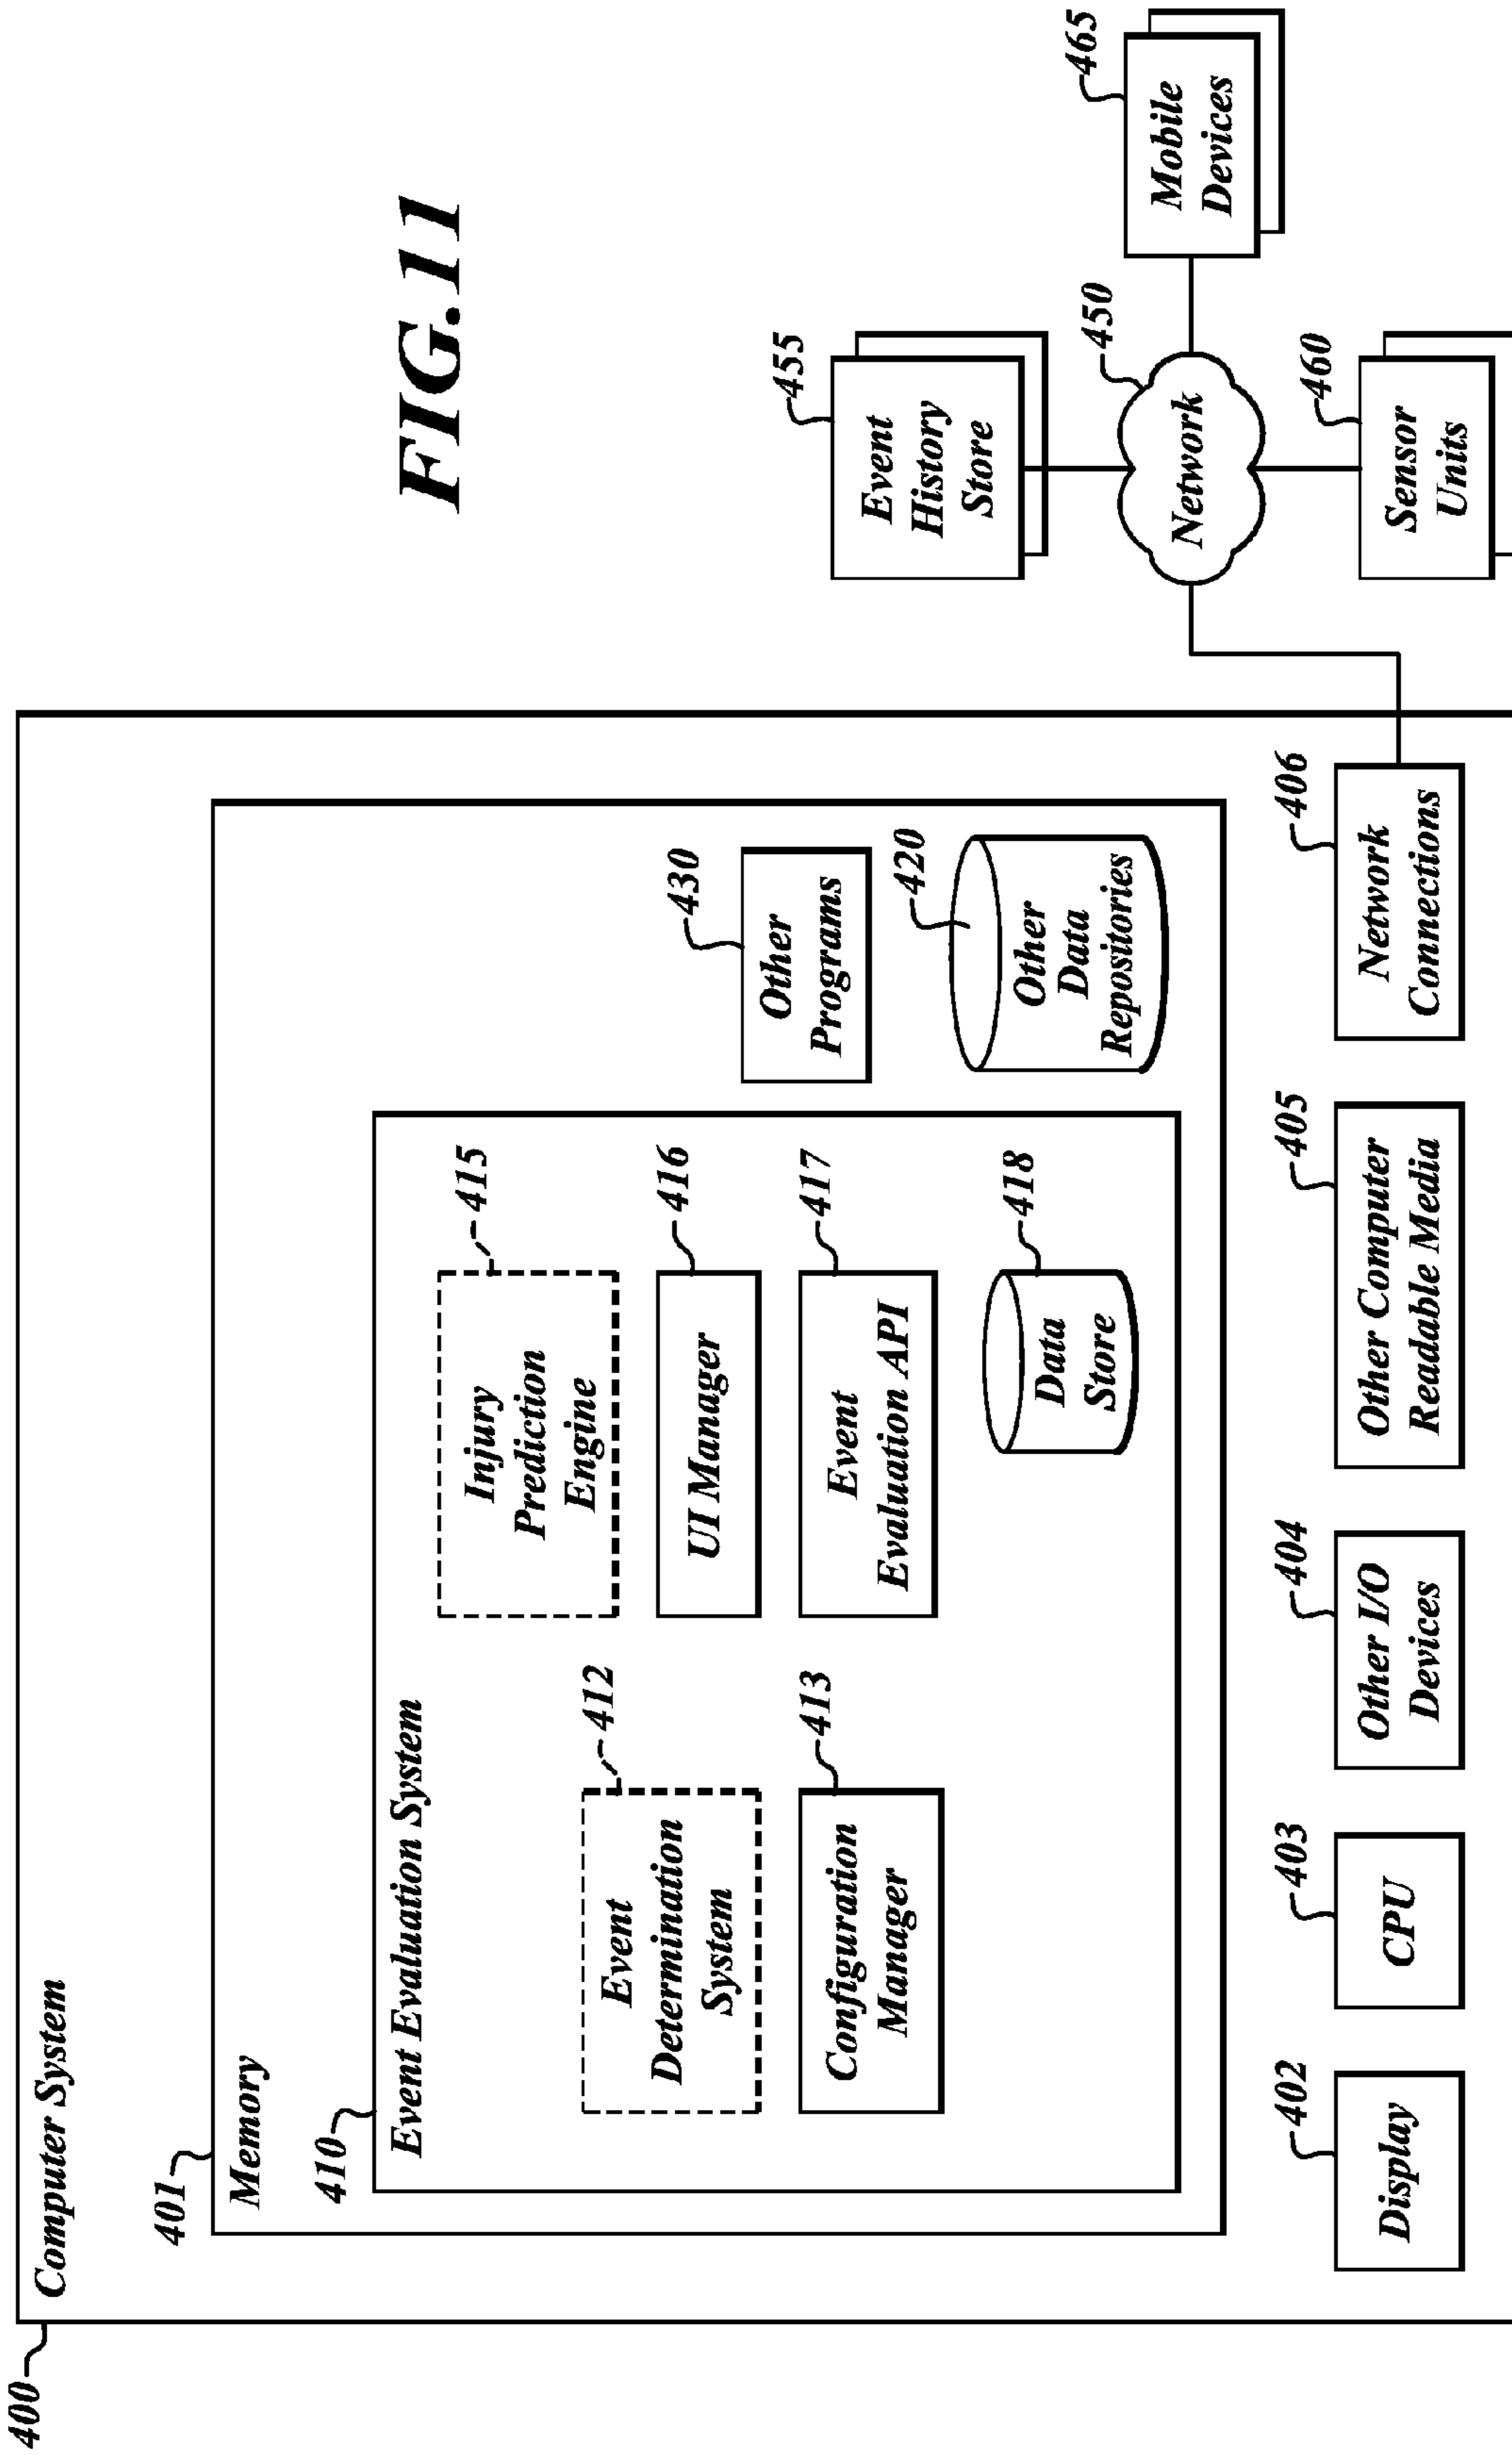 FIG.11
400
Computer System
401
Memory
410
Event Evaluation System
412
Event
Determination
System
413
Configuration
Manager
415
Injury
Prediction
Engine
416
UI Manager
417
Event
Evaluation API
418
Data
Store
430
Other
Programs
420
Other
Data
Repositories
402
Display
403
CPU
404
Other I/O
Devices
405
Other Computer
Readable Media
406
Network
Connections
455
Event
History
Store
450
Network
465
Mobile
Devices
460
Sensor
Units